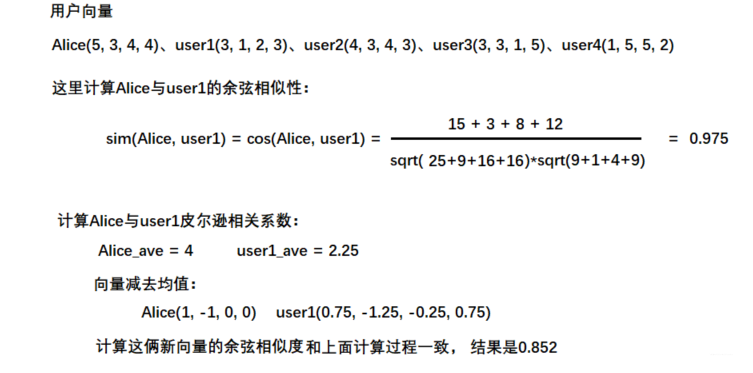 用户向量
Alice(5, 3, 4, 4)、user1(3, 1, 2, 3)、user2(4, 3, 4, 3)、user3(3, 3, 1, 5)、user4(1, 5, 5, 2)
这里计算Alice与user1的余弦相似性：
15 + 3 + 8 + 12
sim(Alice, user1) = cos(Alice, user1) = = 0.975
sqrt( 25+9+16+16)*sqrt(9+1+4+9)
计算Alice与user1皮尔逊相关系数：
Alice_ave = 4 user1_ave = 2.25
向量减去均值：
Alice(1, -1, 0, 0) user1(0.75, -1.25, -0.25, 0.75)
计算这俩新向量的余弦相似度和上面计算过程一致， 结果是0.852